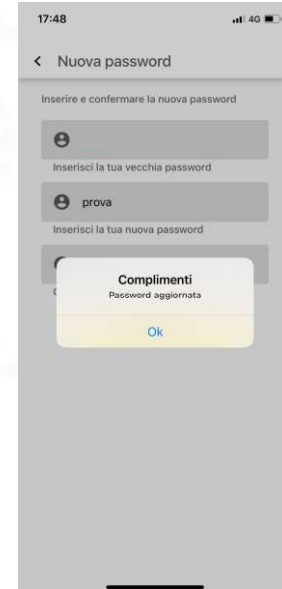 17:48
4G
Nuova password
Inserire e confermare la nuova password
Inserisci la tua vecchia password
prova
Inserisci la tua nuova password
Complimenti
Password aggiornata
Ok